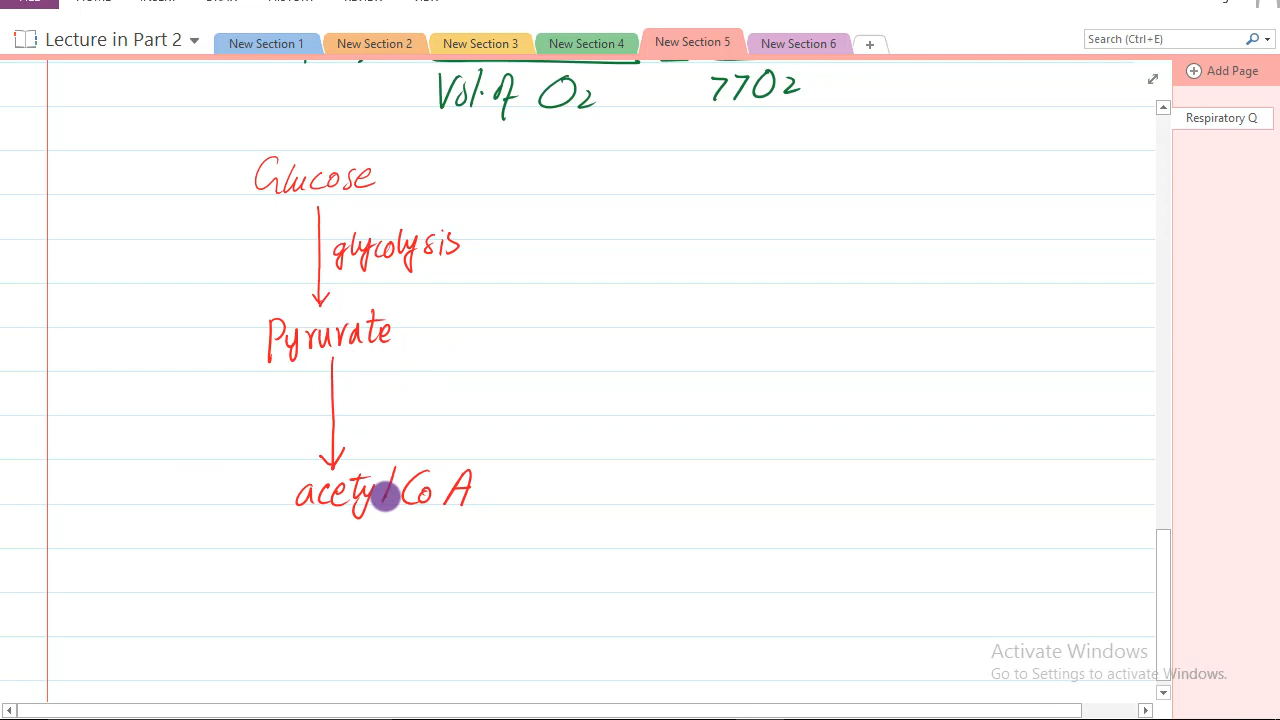 Lecture in Part 2
New Section 1
New Section 2
New Section 3
New Section 4
New Section 5
New Section 6
Search (Ctrl+E)
Add Page
Respiratory Q
Vol. of O2
77O2
Glucose
glycolysis
Pyruvate
acetyl Co A
Activate Windows
Go to Settings to activate Windows.